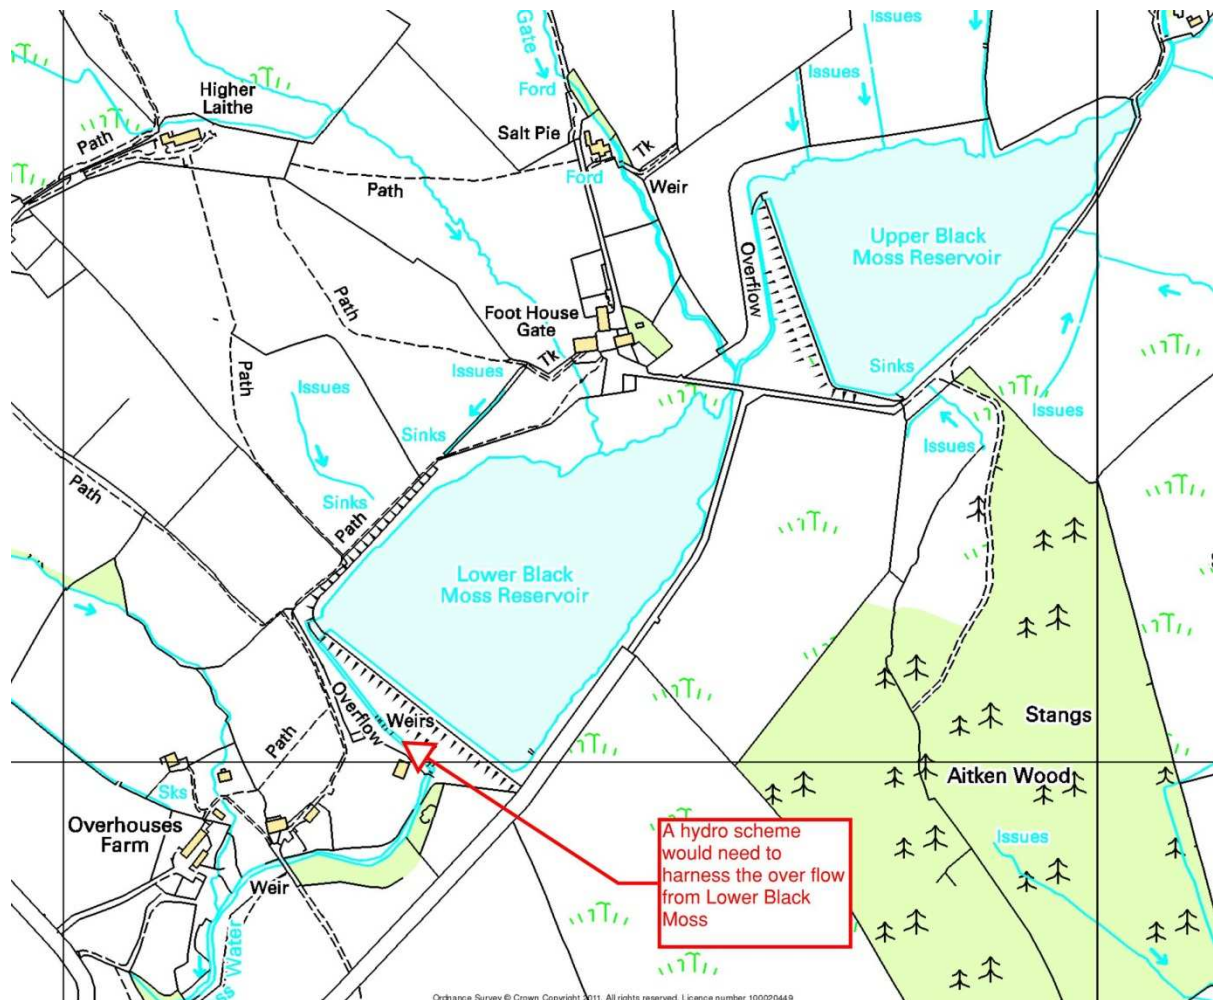 Issues
Gate
Ford
Issues
Higher
Laithe
Path
Salt Pie
Tk
Ford
Weir
Path
Upper Black
Moss Reservoir
Overflow
Path
Foot House
Gate
Tk
Issues
Path
Issues
Sinks
Issues
Sinks
Issues
Sinks
Path
Path
Lower Black
Moss Reservoir
Overflow
Weirs
Path
Stangs
Aitken Wood
Sks
Overhouses
Farm
Weir
Water
Issues
A hydro scheme
would need to
harness the over flow
from Lower Black
Moss
Ordnance Survey © Crown Copyright 2011. All rights reserved. Licence number 100020449